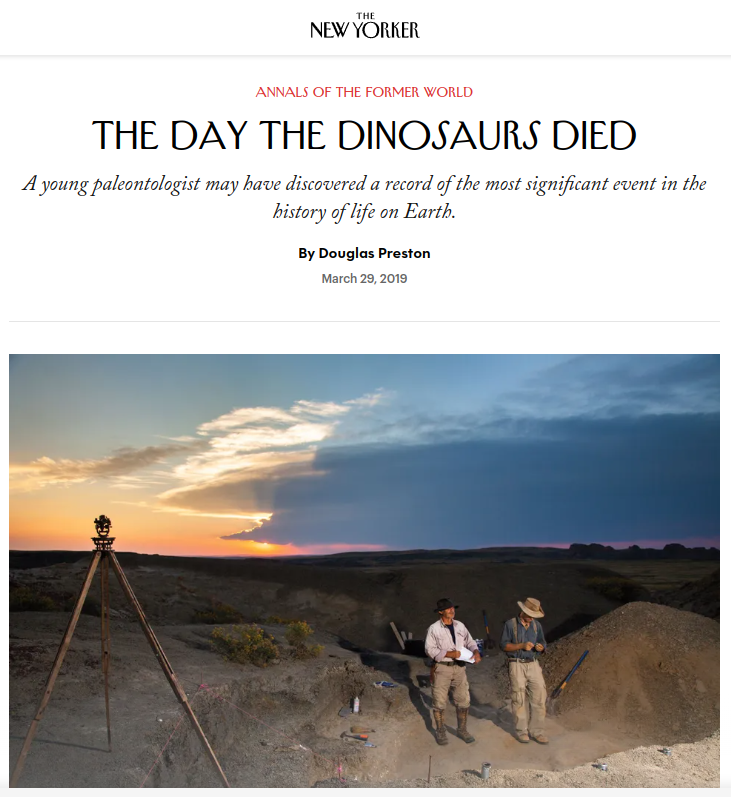 THE
NEW YORKER
ANNALS OF THE FORMER WORLD
THE DAY THE DINOSAURS DIED
A young paleontologist may have discovered a record of the most significant event in the
history of life on Earth.
By Douglas Preston
March 29, 2019